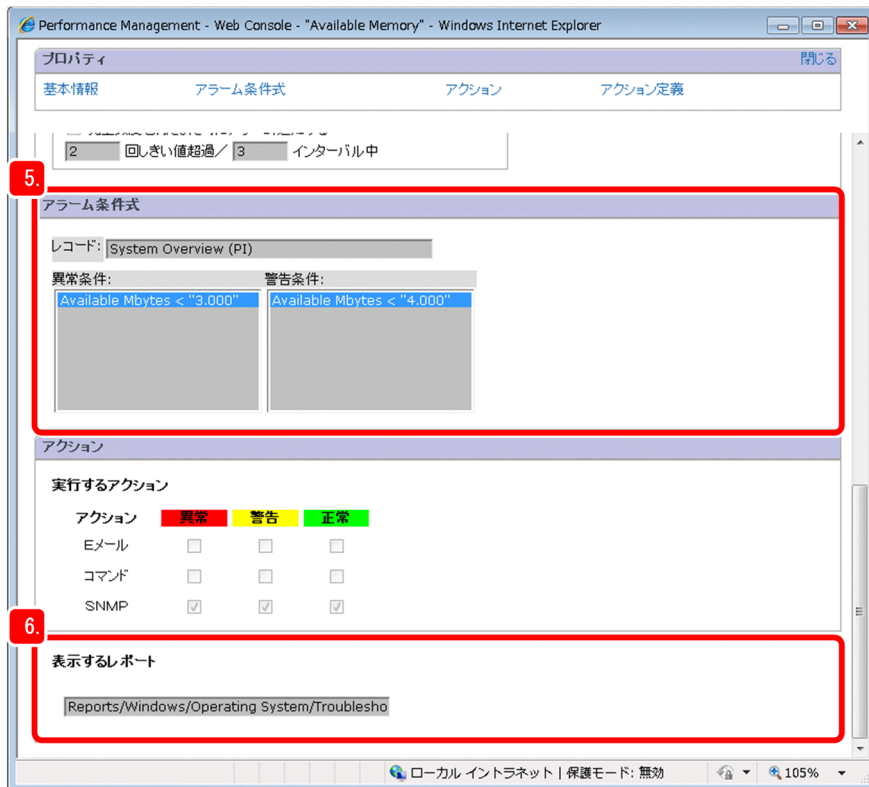 Performance Management - Web Console - "Available Memory" - Windows Internet Explorer
プロパティ 閉じる
基本情報 アラーム条件式 アクション アクション定義
2 回しきい値超過／ 3 インターバル中
5.
アラーム条件式
レコード: System Overview (PI)
異常条件: 警告条件:
Available Mbytes < "3.000" Available Mbytes < "4.000"
アクション
実行するアクション
アクション 異常 警告 正常
Eメール
コマンド
SNMP
6.
表示するレポート
Reports/Windows/Operating System/Troublesho
ローカル イントラネット | 保護モード: 無効 105%